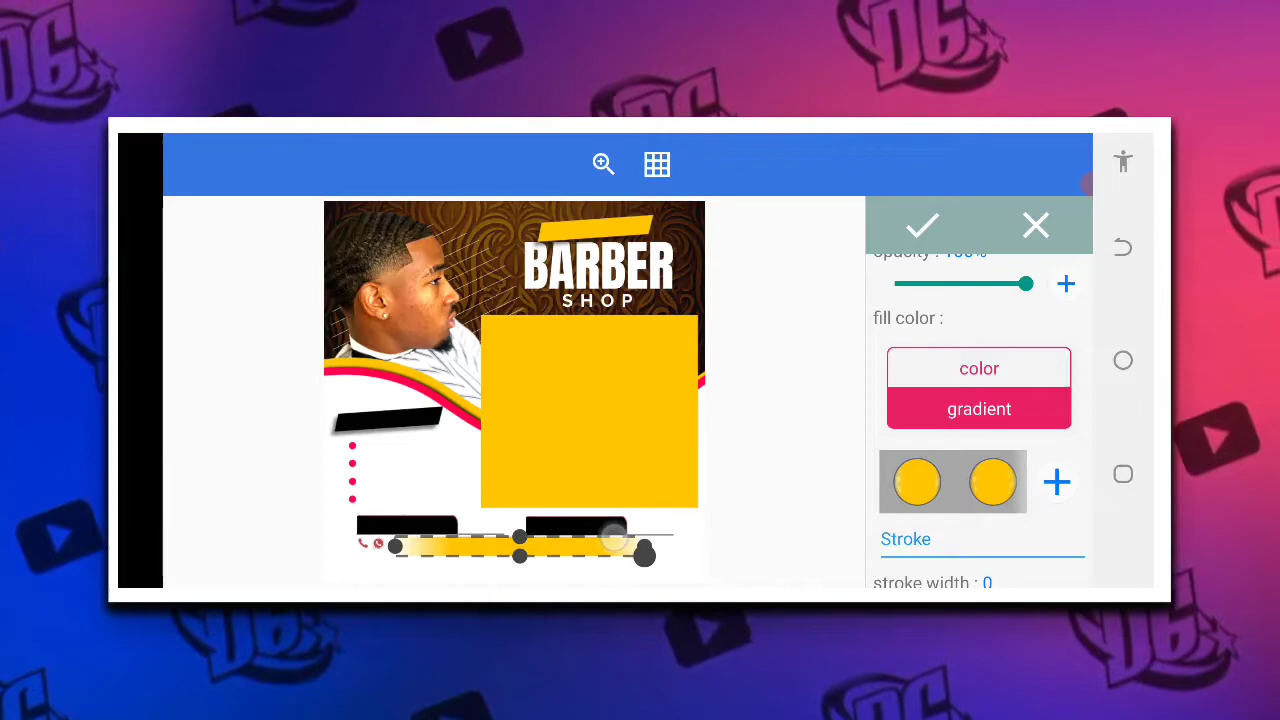 BARBER
SHOP
opacity : 100%
fill color :
color
gradient
Stroke
stroke width : 0